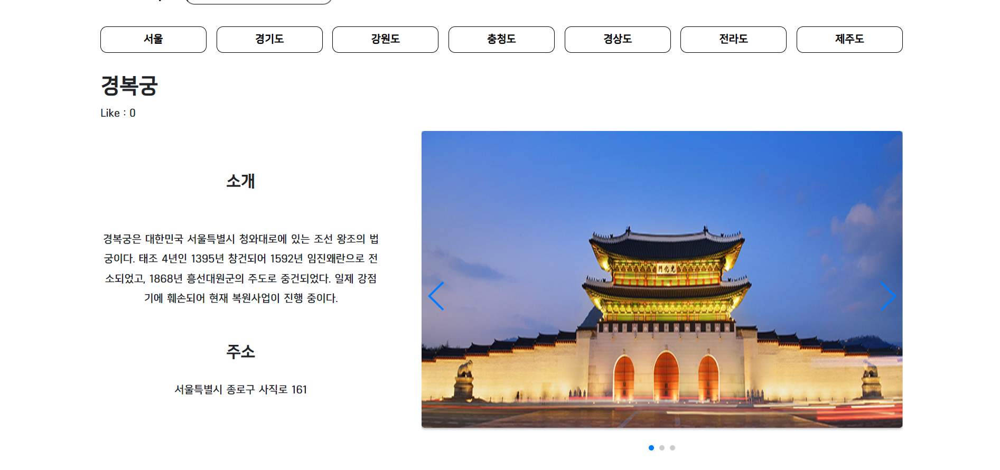 서울
경기도
강원도
충청도
경상도
전라도
제주도
경복궁
Like : 0
소개
경복궁은 대한민국 서울특별시 청와대로에 있는 조선 왕조의 법
궁이다. 태조 4년인 1395년 창건되어 1592년 임진왜란으로 전
소되었고, 1868년 흥선대원군의 주도로 중건되었다. 일제 강점
기에 훼손되어 현재 복원사업이 진행 중이다.
주소
서울특별시 종로구 사직로 161
門化光